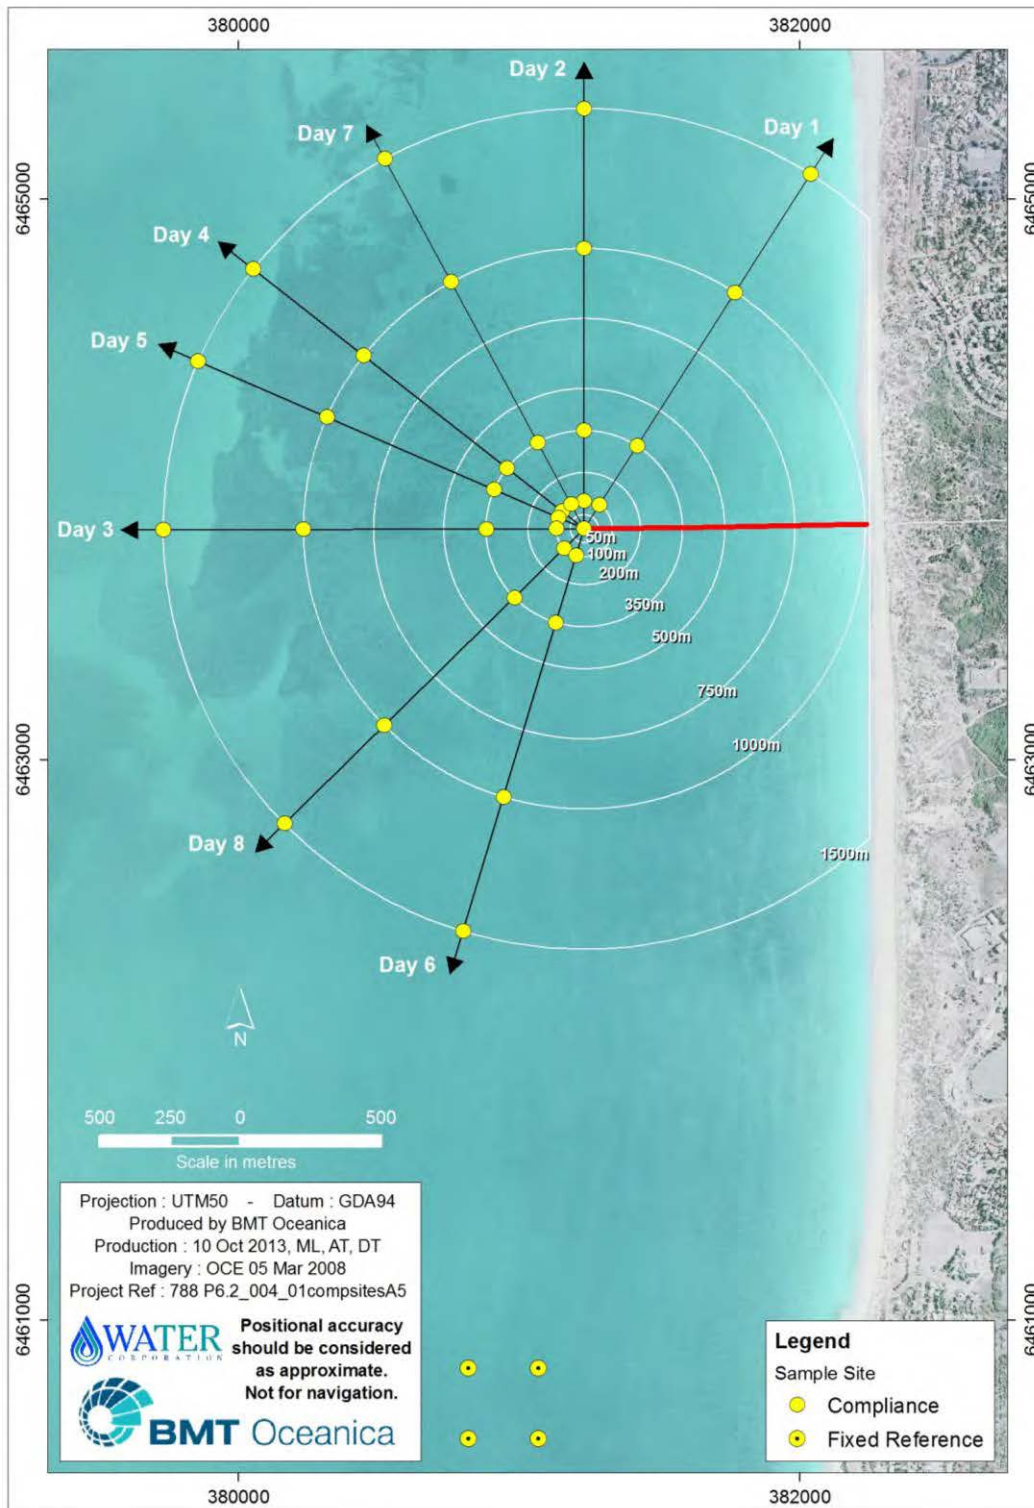 380000
382000
Day 2
Day 1
Day 7
6465000
6465000
Day 4
Day 5
Day 3
50m
100m
200m
350m
500m
750m
6463000
6463000
1000m
Day 8
1500m
Day 6
N
500 250 0 500
Scale in metres
Projection : UTM50 - Datum : GDA94
Produced by BMT Oceanica
Production : 10 Oct 2013, ML, AT, DT
Imagery : OCE 05 Mar 2008
Project Ref : 788 P6.2_004_01compsitesA5
WATER
CORPORATION
Positional accuracy
should be considered
as approximate.
Not for navigation.
BMT Oceanica
6461000
6461000
Legend
Sample Site
Compliance
Fixed Reference
380000
382000